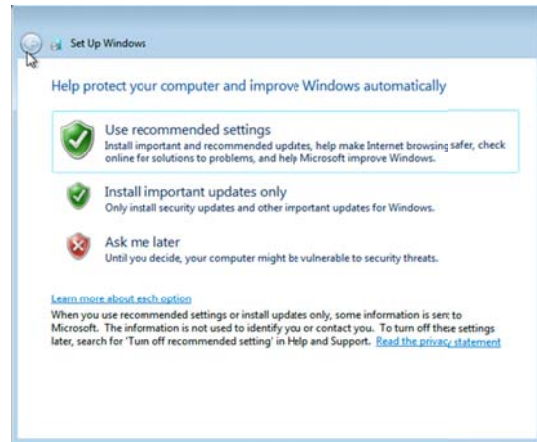 Set Up Windows
Help protect your computer and improve Windows automatically
Use recommended settings
Install important and recommended updates, help make Internet browsing safer, check
online for solutions to problems, and help Microsoft improve Windows.
Install important updates only
Only install security updates and other important updates for Windows.
Ask me later
Until you decide, your computer might be vulnerable to security threats.
Learn more about each option
When you use recommended settings or install updates only, some information is sent to
Microsoft. The information is not used to identify you or contact you. To turn off these settings
later, search for 'Turn off recommended setting' in Help and Support. Read the privacy statement